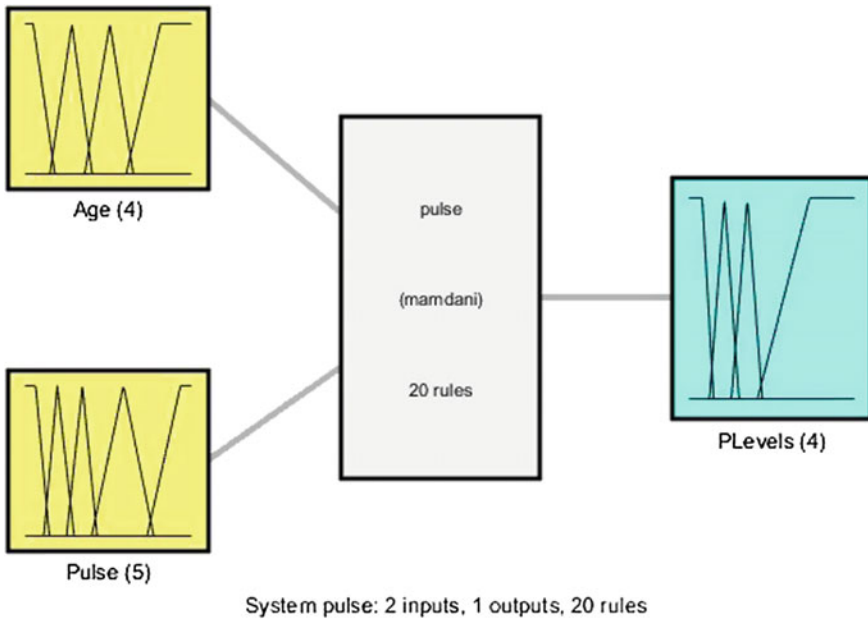 Age (4)
pulse
(mamdani)
20 rules
PLevels (4)
Pulse (5)
System pulse: 2 inputs, 1 outputs, 20 rules